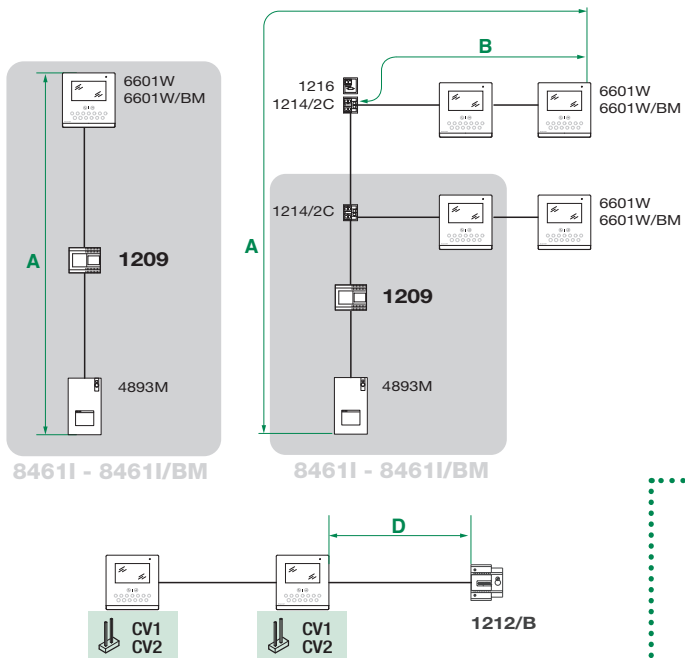 6601W
6601W/BM
A
1209
4893M
8461I - 8461I/BM
A
B
1216
1214/2C
6601W
6601W/BM
1214/2C
6601W
6601W/BM
1209
4893M
8461I - 8461I/BM
D
CV1
CV2
CV1
CV2
1212/B